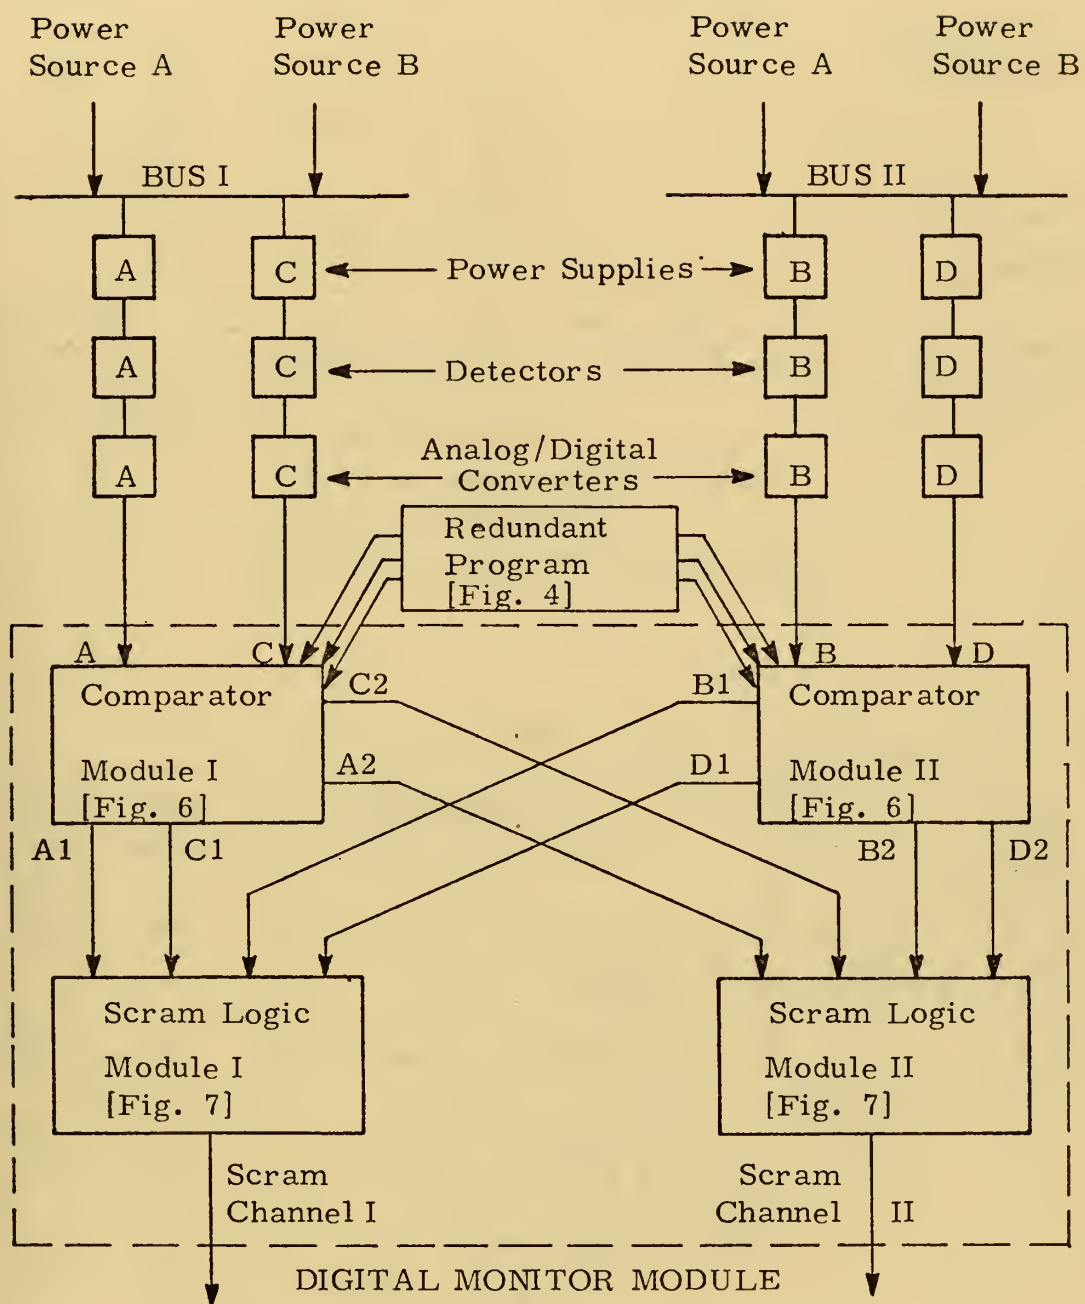 Power
Source A
Power
Source B
Power
Source A
Power
Source B
BUS I
BUS II
A
C
Power Supplies
B
D
A
C
Detectors
B
D
A
C
Analog/Digital
Converters
B
D
Redundant
Program
[Fig. 4]
A
C
B
D
Comparator
Module I
[Fig. 6]
C2
A2
B1
D1
Comparator
Module II
[Fig. 6]
A1
C1
B2
D2
Scram Logic
Module I
[Fig. 7]
Scram Logic
Module II
[Fig. 7]
Scram
Channel I
Scram
Channel II
DIGITAL MONITOR MODULE